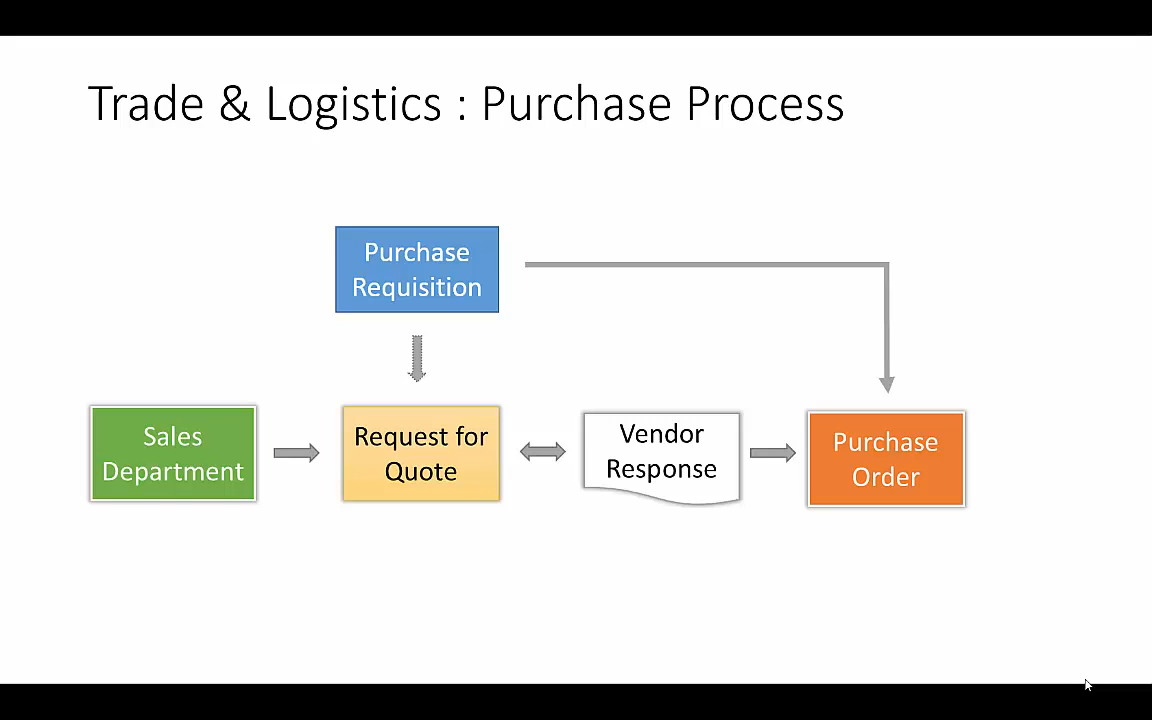 Trade & Logistics : Purchase Process
Purchase
Requisition
Sales
Department
Request for
Quote
Vendor
Response
Purchase
Order